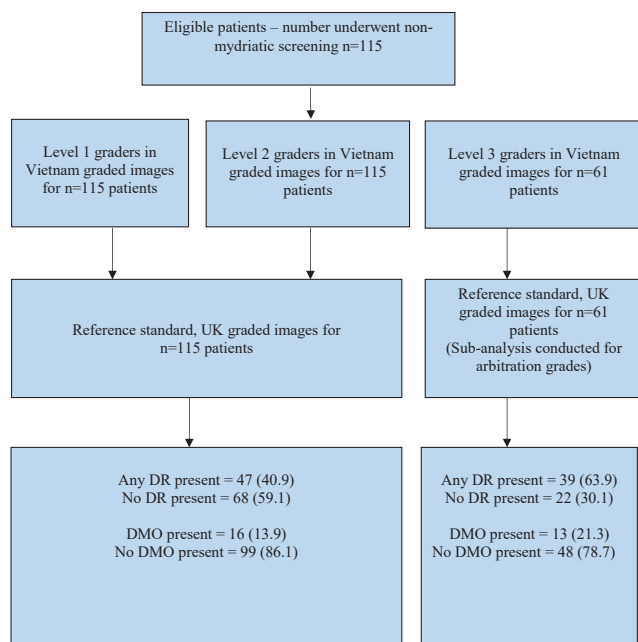 Eligible patients – number underwent non-
mydriatic screening n=115
Level 1 graders in
Vietnam graded images
for n=115 patients
Level 2 graders in Vietnam
graded images for n=115
patients
Level 3 graders in Vietnam
graded images for n=61
patients
Reference standard, UK graded images for
n=115 patients
Reference standard, UK
graded images for n=61
patients
(Sub-analysis conducted for
arbitration grades)
Any DR present = 47 (40.9)
No DR present = 68 (59.1)
DMO present = 16 (13.9)
No DMO present = 99 (86.1)
Any DR present = 39 (63.9)
No DR present = 22 (30.1)
DMO present = 13 (21.3)
No DMO present = 48 (78.7)